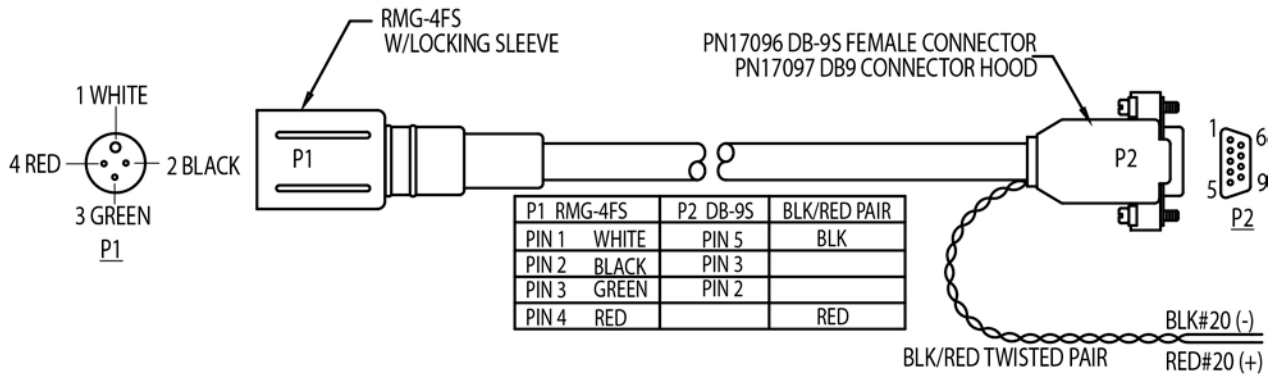 RMG-4FS
W/LOCKING SLEEVE
PN17096 DB-9S FEMALE CONNECTOR
PN17097 DB9 CONNECTOR HOOD
1 WHITE
4 RED
2 BLACK
3 GREEN
P1
P1
P2
1
6
5
9
P2
P1 RMG-4FS P2 DB-9S BLK/RED PAIR
PIN 1 WHITE PIN 5 BLK
PIN 2 BLACK PIN 3
PIN 3 GREEN PIN 2
PIN 4 RED RED
BLK/RED TWISTED PAIR
BLK#20 (-)
RED#20 (+)